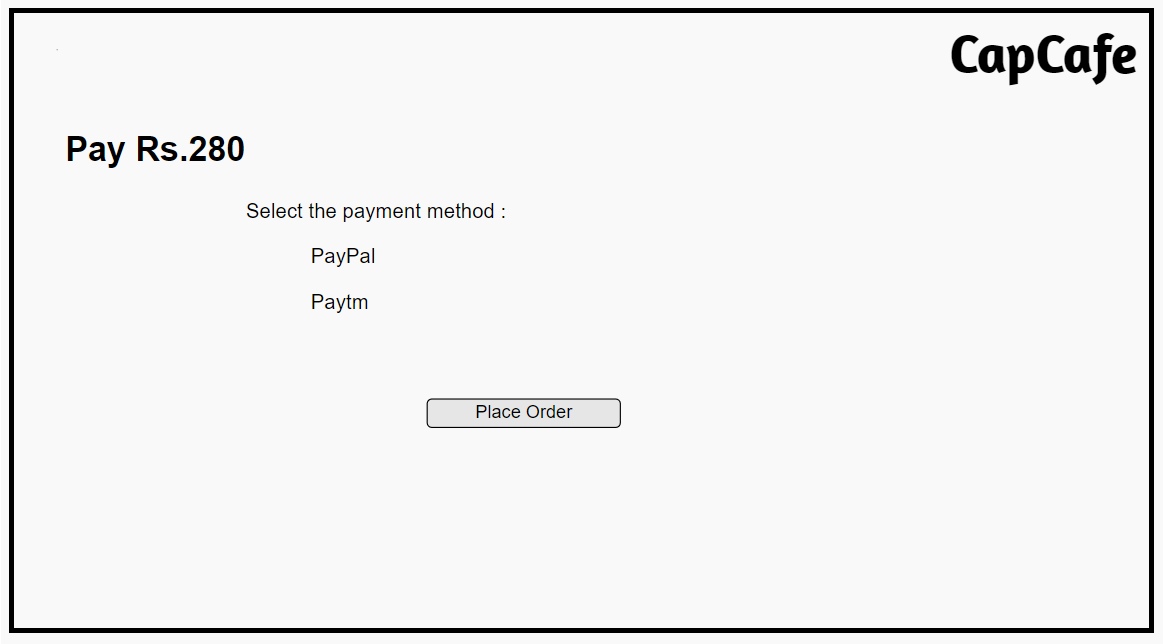 CapCafe
Pay Rs.280
Select the payment method :
PayPal
Paytm
Place Order